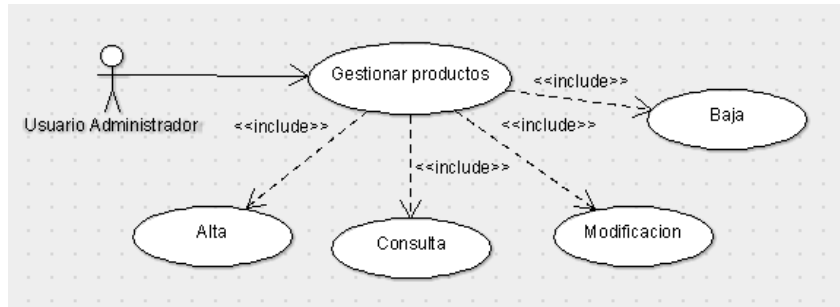 Gestionar productos
<<include>>
Baja
Usuario Administrador
<<include>>
<<include>>
<<include>>
Alta
Consulta
Modificacion